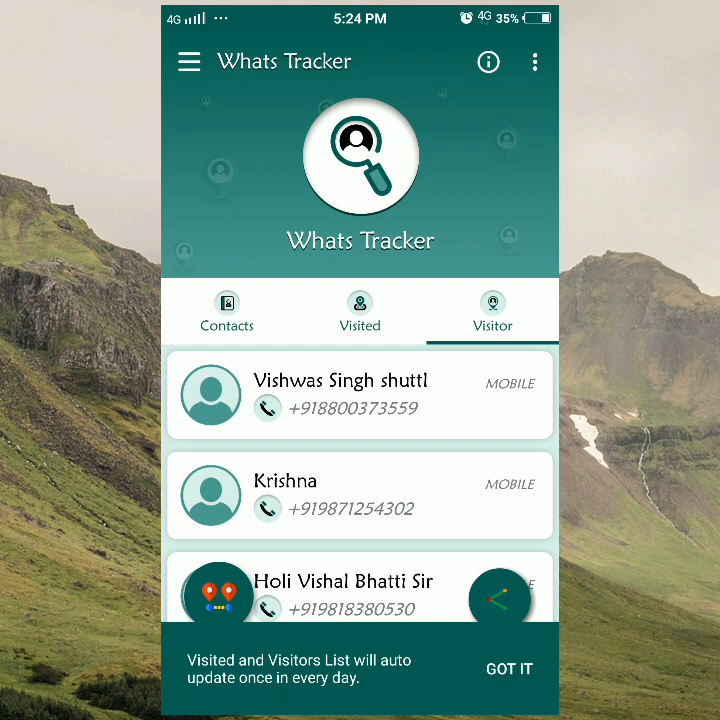 4G 5:24 PM 4G 35%
Whats Tracker
Whats Tracker
Contacts Visited Visitor
Vishwas Singh shuttl MOBILE
+918800373559
Krishna MOBILE
+919871254302
Holi Vishal Bhatti Sir
+919818380530
Visited and Visitors List will auto
update once in every day.
GOT IT